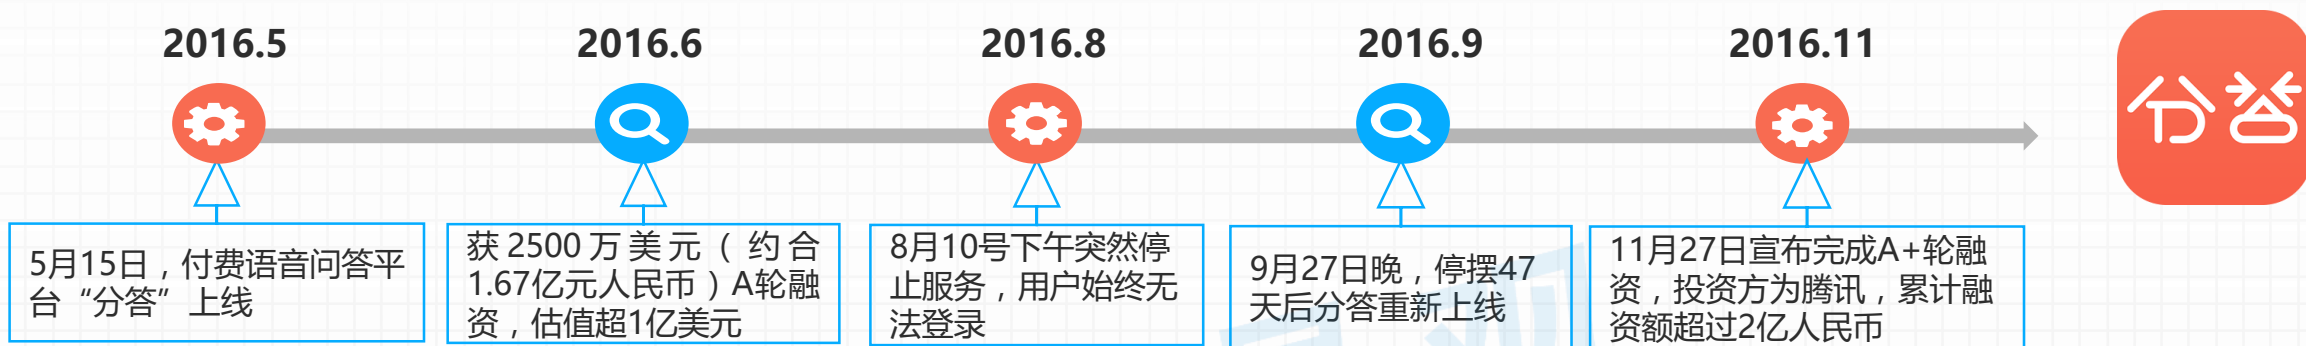 2016.5
2016.6
2016.8
2016.9
2016.11
分答
5月15日，付费语音问答平
台“分答”上线
获2500万美元（约合
1.67亿元人民币）A轮融
资，估值超1亿美元
8月10号下午突然停
止服务，用户始终无
法登录
9月27日晚，停摆47
天后分答重新上线
11月27日宣布完成A+轮融
资，投资方为腾讯，累计融
资额超过2亿人民币